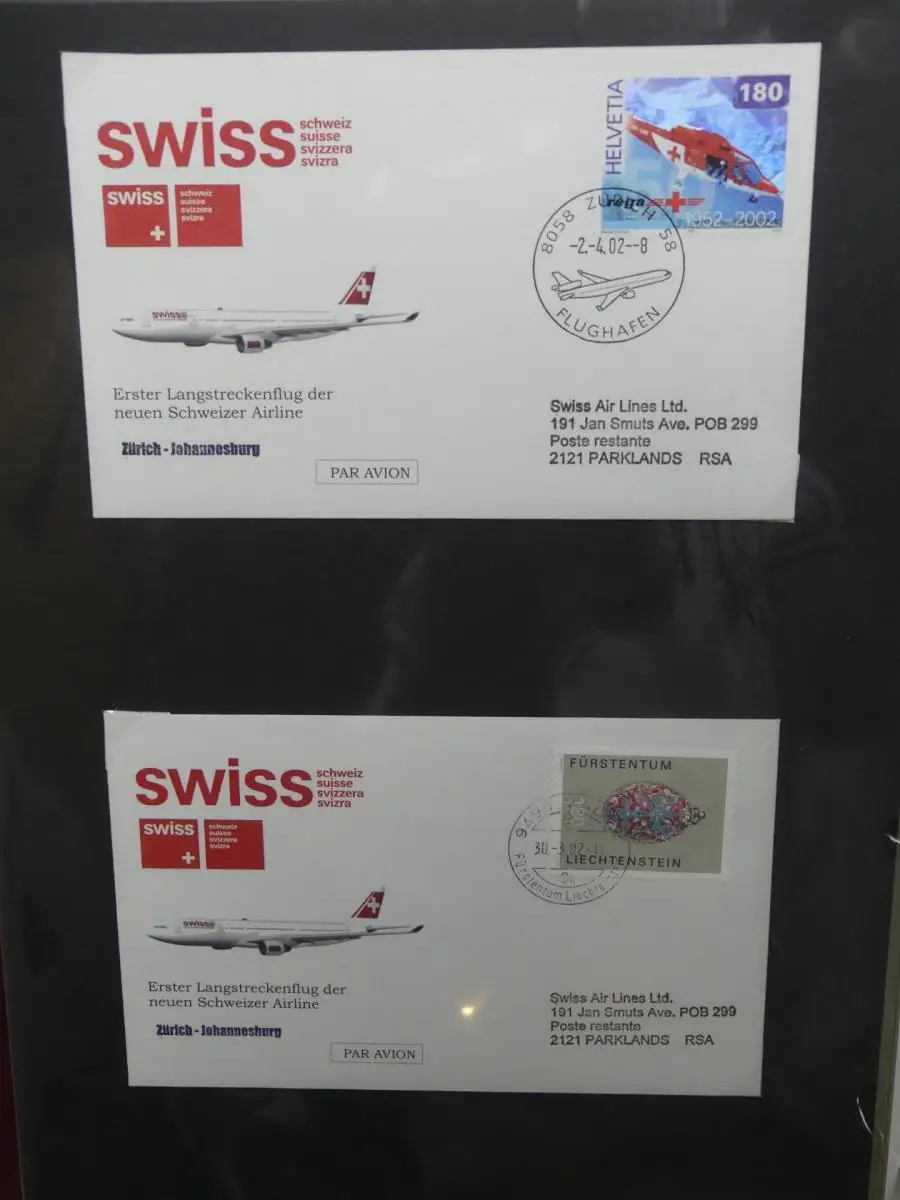 swiss
schweiz
suisse
svizzera
svizra
swiss
schweiz
suisse
svizzera
svizra
HELVETIA
180
rega
1952-2002
8058 ZÜRICH 58
-2.-4.02--8
FLUGHAFEN
swiss
Erster Langstreckenflug der
neuen Schweizer Airline
Zürich - Johannesburg
PAR AVION
Swiss Air Lines Ltd.
191 Jan Smuts Ave. POB 299
Poste restante
2121 PARKLANDS RSA
swiss
schweiz
suisse
svizzera
svizra
swiss
schweiz
suisse
svizzera
svizra
FÜRSTENTUM
LIECHTENSTEIN
Fürstentum
swiss
Erster Langstreckenflug der
neuen Schweizer Airline
Zürich - Johannesburg
PAR AVION
Swiss Air Lines Ltd.
191 Jan Smuts Ave. POB 299
Poste restante
2121 PARKLANDS RSA